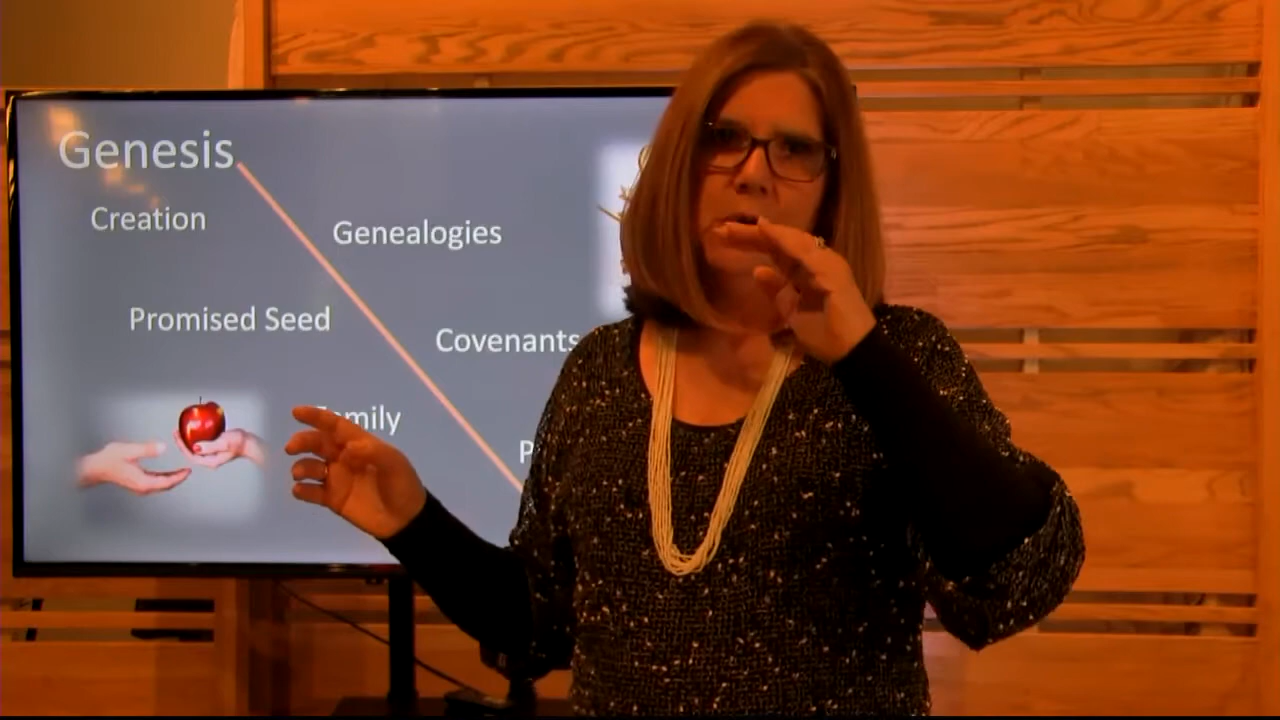 Genesis
Creation
Genealogies
Promised Seed
Covenants